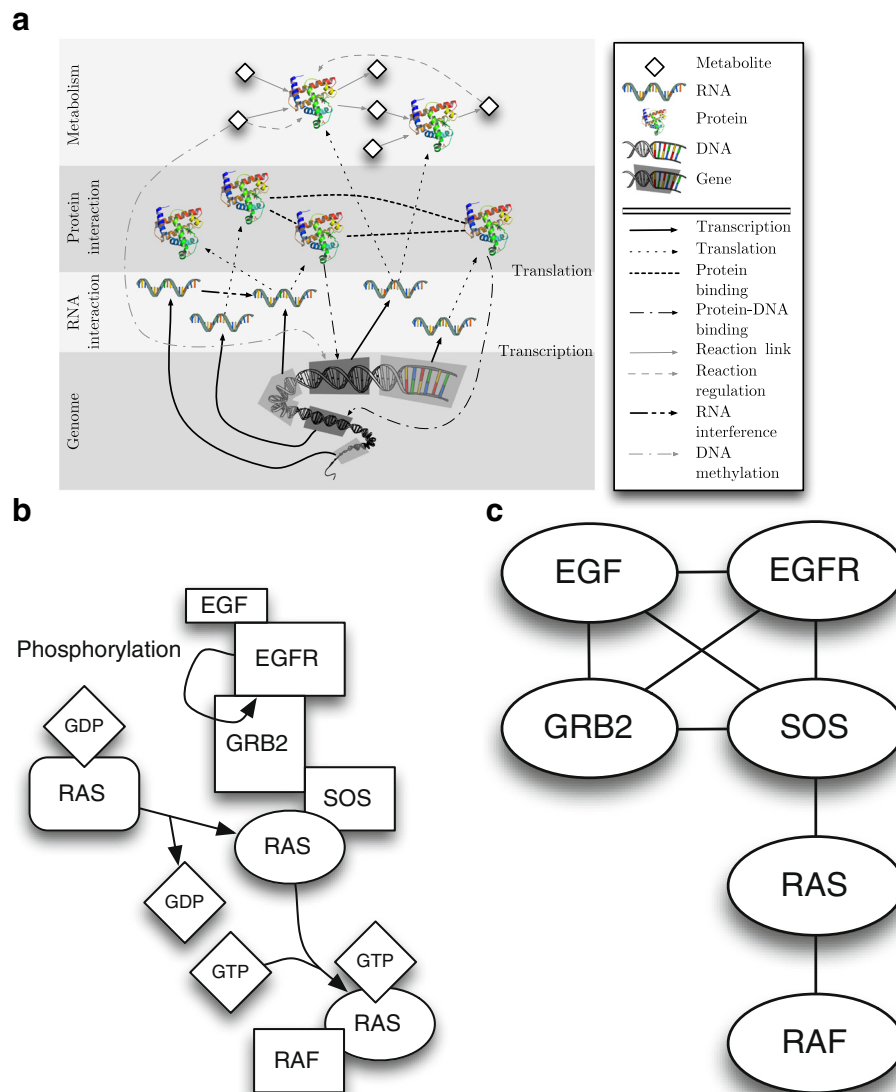 a
Metabolism
Protein
interaction
RNA
interaction
Genome
Translation
Transcription
Metabolite
RNA
Protein
DNA
Gene
Transcription
Translation
Protein
binding
Protein-DNA
binding
Reaction link
Reaction
regulation
RNA
interference
DNA
methylation
b
EGF
Phosphorylation
EGFR
GDP
GRB2
RAS
SOS
RAS
GDP
GTP
GTP
RAS
RAF
c
EGF
EGFR
GRB2
SOS
RAS
RAF